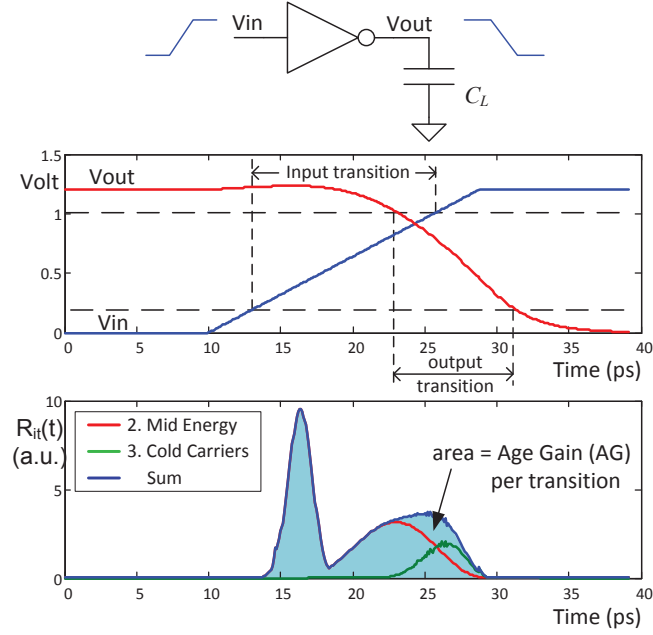 Vin
Vout
C_L
1.5
Volt
Vout
Input transition
1
0.5
Vin
0
0 5 10 15 20 25 30 35 40
output
transition
Time (ps)
10
R_it(t)
(a.u.)
2. Mid Energy
3. Cold Carriers
Sum
area = Age Gain (AG)
per transition
5
0
0 5 10 15 20 25 30 35 40
Time (ps)